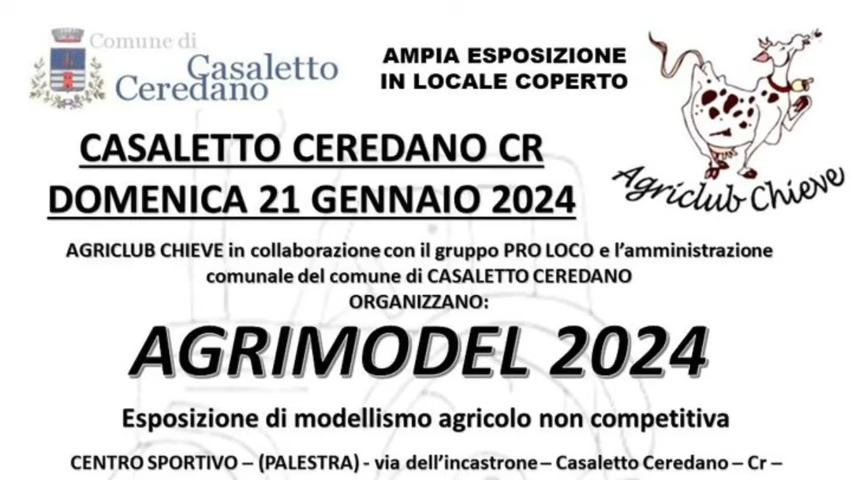 Comune di
Casaletto
Ceredano
AMPIA ESPOSIZIONE
IN LOCALE COPERTO
Agriclub Chieve
CASALETTO CEREDANO CR
DOMENICA 21 GENNAIO 2024
AGRICLUB CHIEVE in collaborazione con il gruppo PRO LOCO e l'amministrazione
comunale del comune di CASALETTO CEREDANO
ORGANIZZANO:
AGRIMODEL 2024
Esposizione di modellismo agricolo non competitiva
CENTRO SPORTIVO – (PALESTRA) - via dell'incastrone – Casaletto Ceredano – Cr –